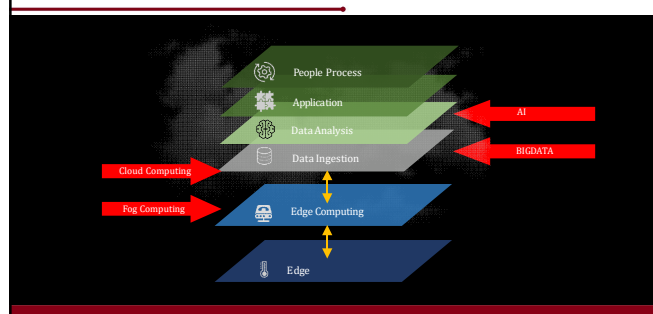 People Process
Application
AI
Data Analysis
BIGDATA
Data Ingestion
Cloud Computing
Fog Computing
Edge Computing
Edge